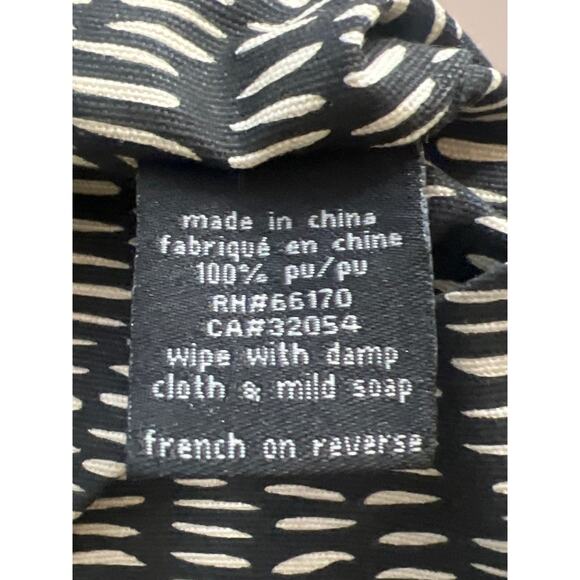 made in china
fabriqué en chine
100% pu/pu
RH#66170
CA#32054
wipe with damp
cloth & mild soap
french on reverse